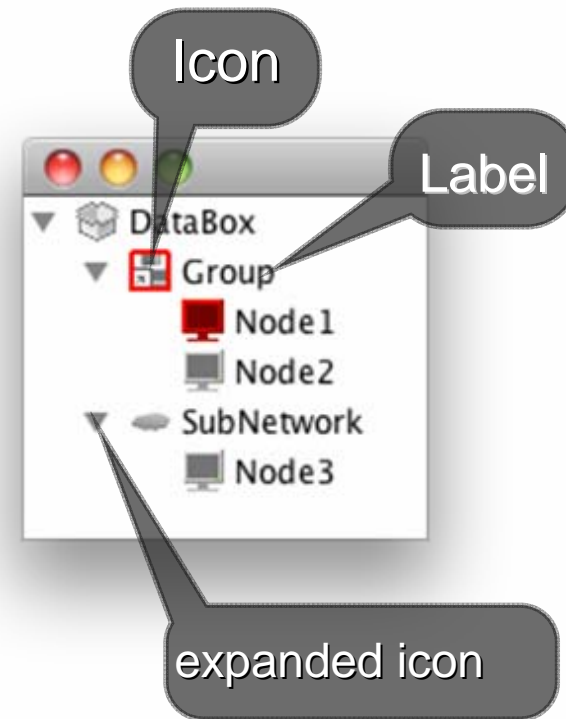 Icon
Label
DataBox
Group
Node1
Node2
SubNetwork
Node3
expanded icon